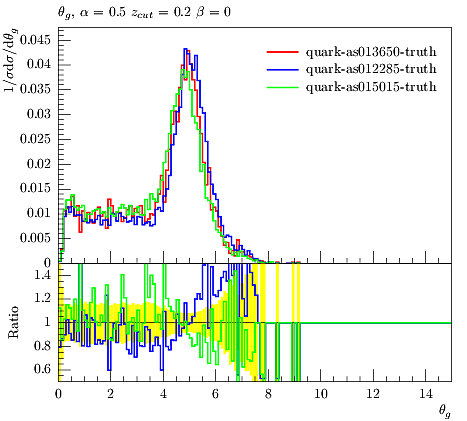 θg, α = 0.5 zcut = 0.2 β = 0
1/σdσ/dθg
0.045
0.04
0.035
0.03
0.025
0.02
0.015
0.01
0.005
0
quark-as013650-truth
quark-as012285-truth
quark-as015015-truth
Ratio
1.4
1.2
1
0.8
0.6
0 2 4 6 8 10 12 14
θg